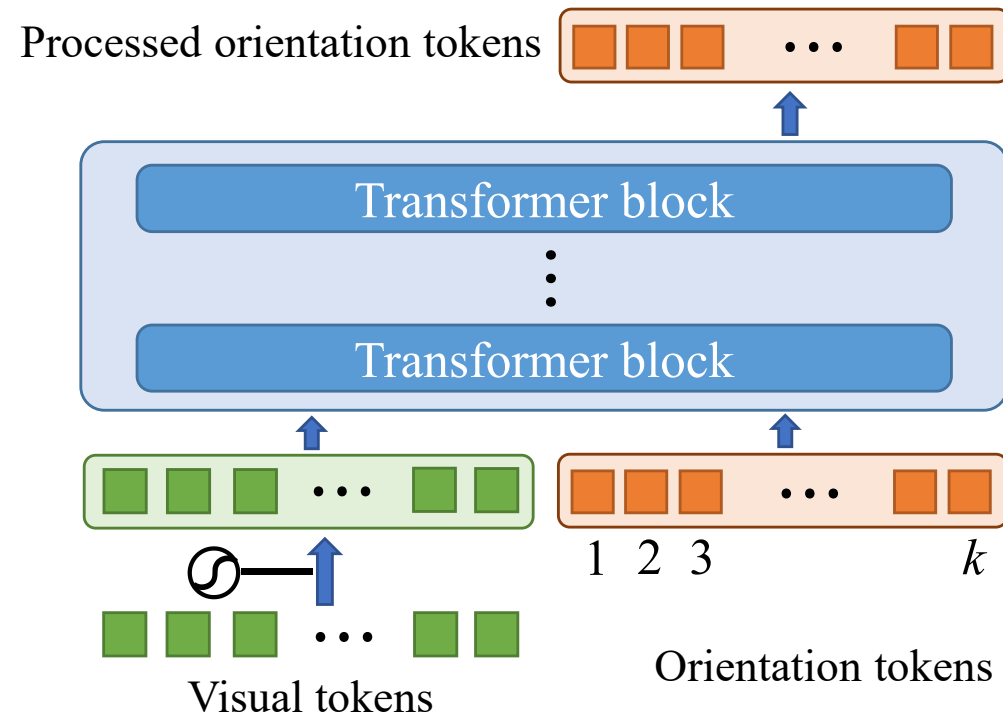 Processed orientation tokens
Transformer block
Transformer block
1 2 3 k
Orientation tokens
Visual tokens